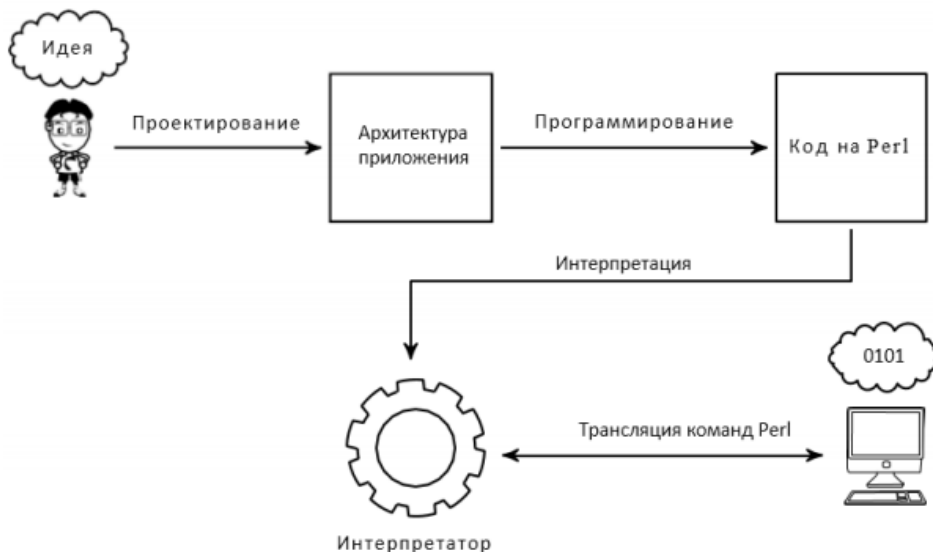 Идея
Проектирование
Архитектура
приложения
Программирование
Код на Perl
Интерпретация
0101
Трансляция команд Perl
Интерпретатор